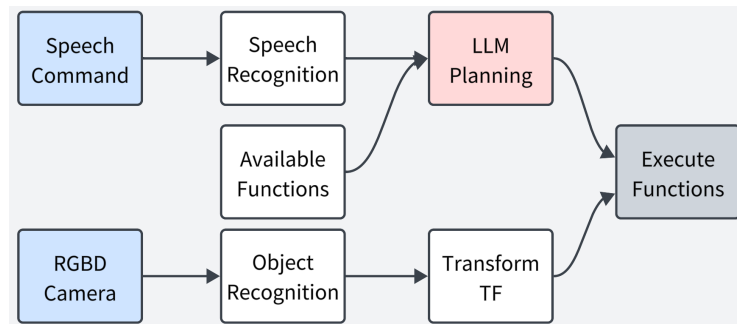 Speech
Command
Speech
Recognition
LLM
Planning
Available
Functions
Execute
Functions
RGBD
Camera
Object
Recognition
Transform
TF